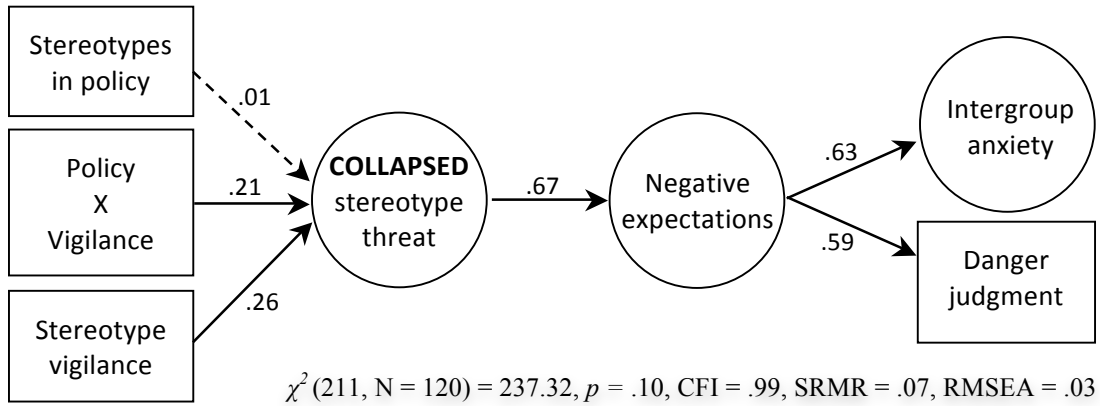 Stereotypes
in policy
.01
Policy
X
Vigilance
.21
Stereotype
vigilance
.26
COLLAPSED
stereotype
threat
.67
Negative
expectations
.63
Intergroup
anxiety
.59
Danger
judgment
χ² (211, N = 120) = 237.32, p = .10, CFI = .99, SRMR = .07, RMSEA = .03